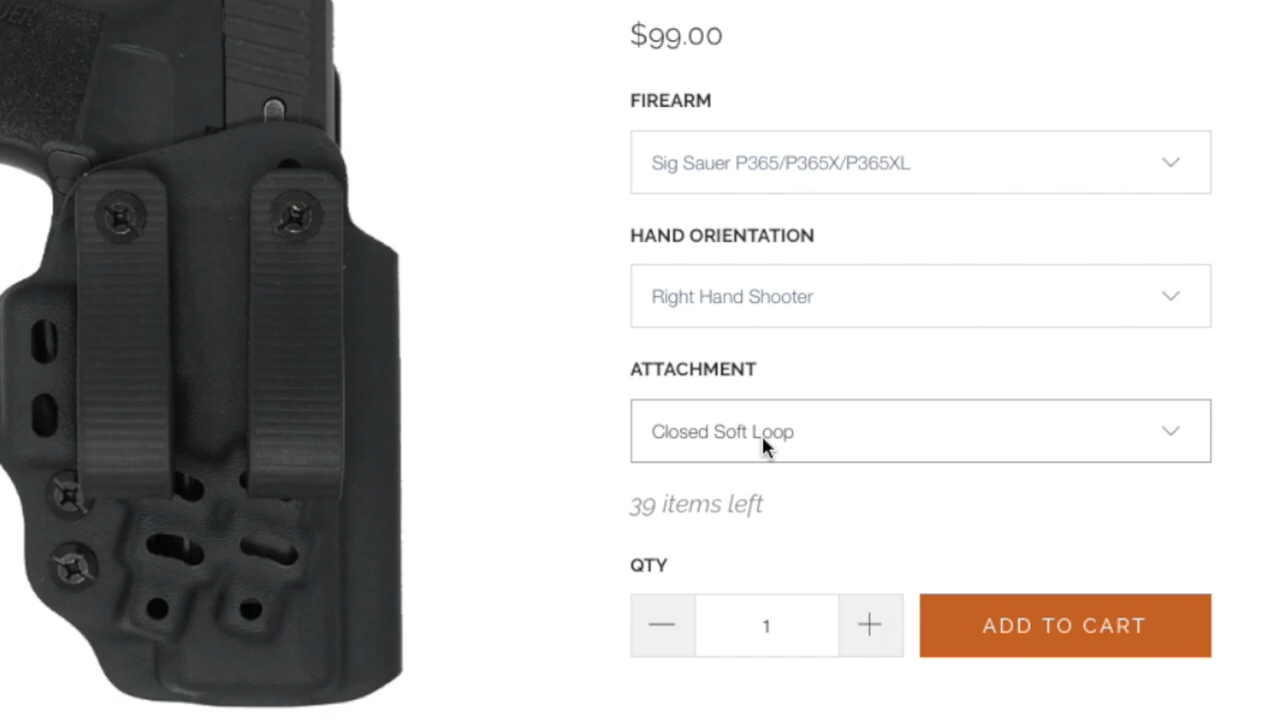 $99.00
FIREARM
Sig Sauer P365/P365X/P365XL
HAND ORIENTATION
Right Hand Shooter
ATTACHMENT
Closed Soft Loop
39 items left
QTY
1
ADD TO CART